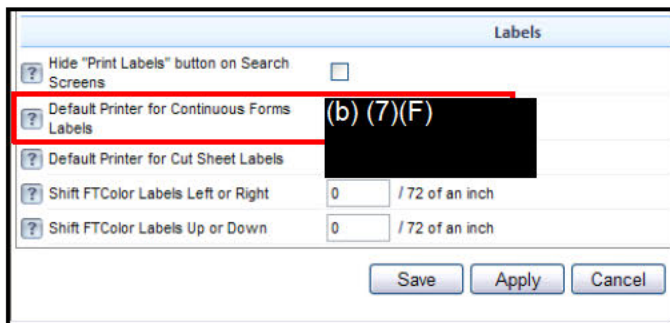 Labels
? Hide "Print Labels" button on Search
Screens
? Default Printer for Continuous Forms
Labels
(b) (7)(F)
? Default Printer for Cut Sheet Labels
? Shift FTColor Labels Left or Right 0 / 72 of an inch
? Shift FTColor Labels Up or Down 0 / 72 of an inch
Save Apply Cancel